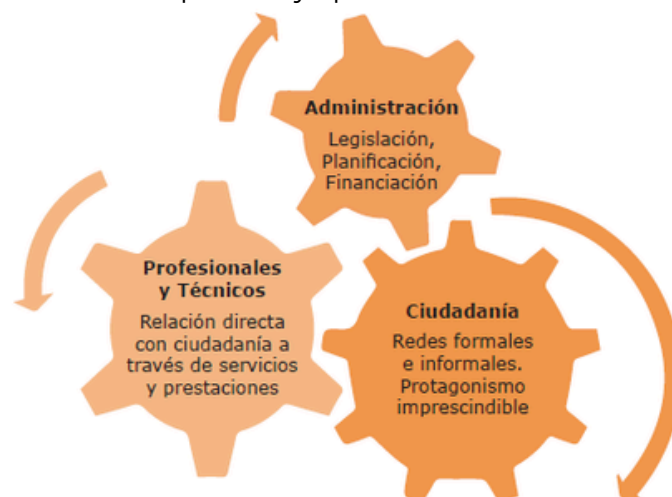 Administración
Legislación,
Planificación,
Financiación
Profesionales
y Técnicos
Relación directa
con ciudadanía a
través de servicios
y prestaciones
Ciudadanía
Redes formales
e informales.
Protagonismo
imprescindible